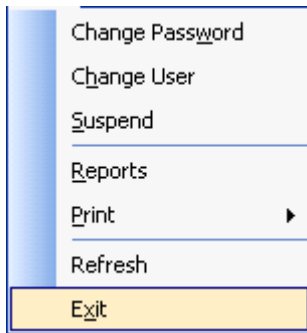 Change Password
Change User
Suspend
Reports
Print
Refresh
Exit